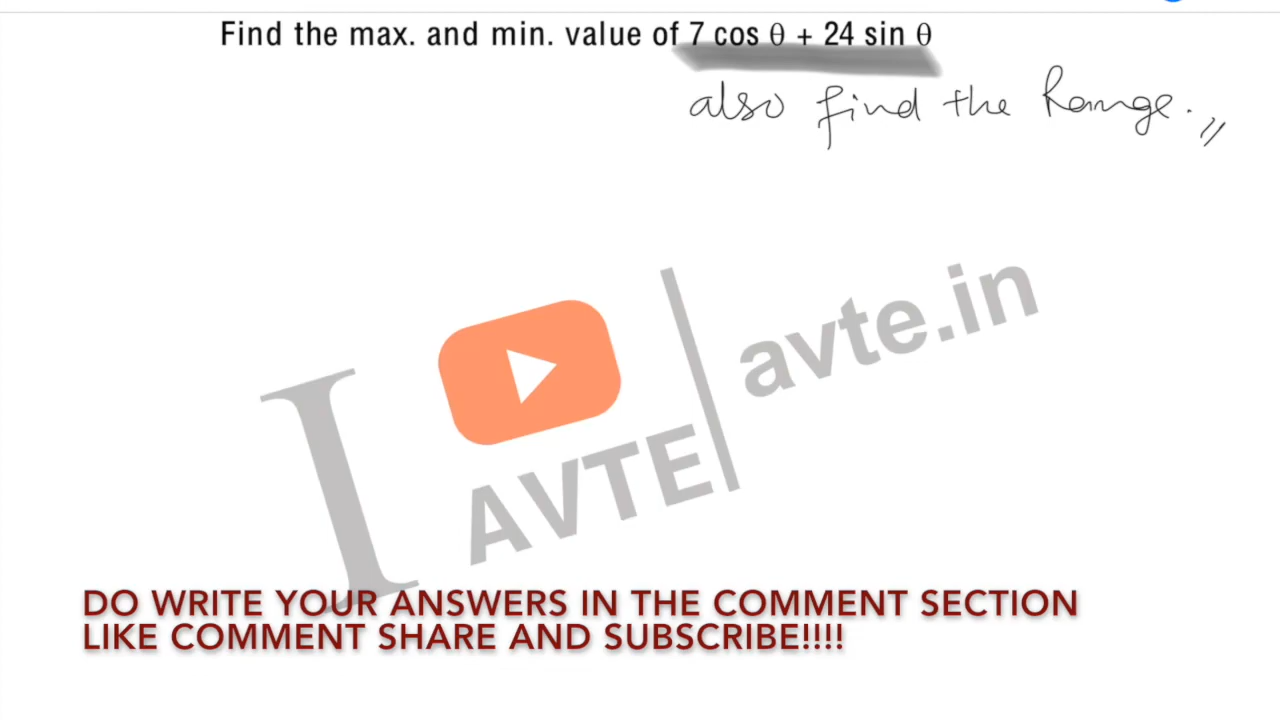 Find the max. and min. value of 7 cos θ + 24 sin θ
also find the Range.
I
AVTE
avte.in
DO WRITE YOUR ANSWERS IN THE COMMENT SECTION
LIKE COMMENT SHARE AND SUBSCRIBE!!!!